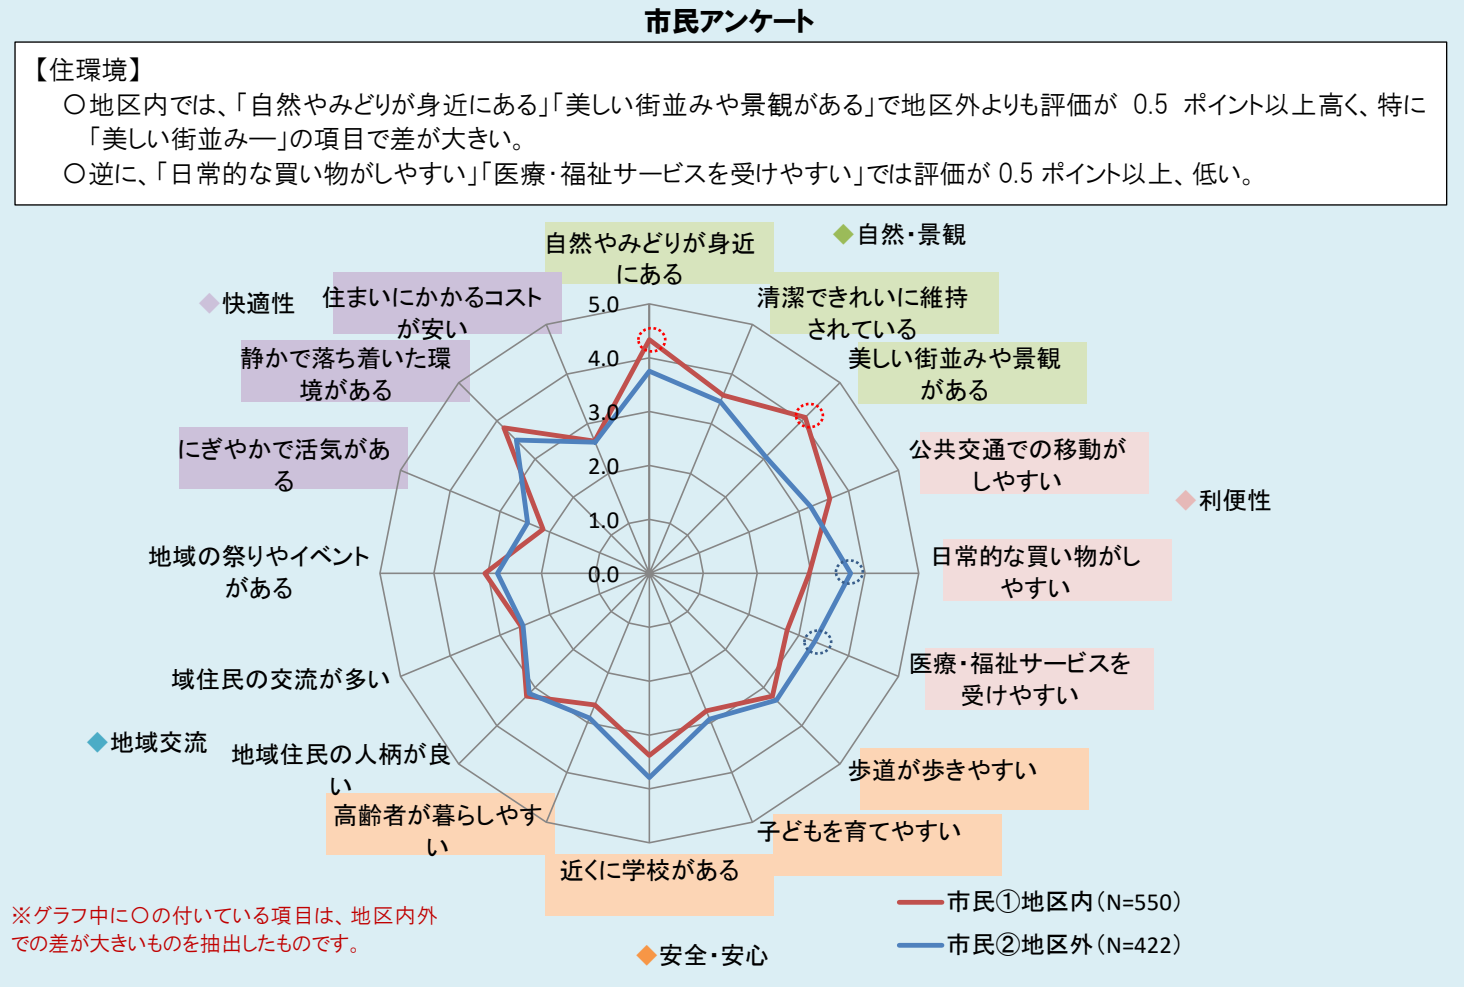 市民アンケート
【住環境】
〇地区内では、「自然やみどりが身近にある」「美しい街並みや景観がある」で地区外よりも評価が 0.5 ポイント以上高く、特に
「美しい街並み―」の項目で差が大きい。
〇逆に、「日常的な買い物がしやすい」「医療・福祉サービスを受けやすい」では評価が 0.5 ポイント以上、低い。
◆自然・景観
自然やみどりが身近
にある
清潔できれいに維持
されている
美しい街並みや景観
がある
公共交通での移動が
しやすい
◆利便性
日常的な買い物がし
やすい
医療・福祉サービスを
受けやすい
歩道が歩きやすい
子どもを育てやすい
近くに学校がある
◆安全・安心
高齢者が暮らしやす
い
地域住民の人柄が良
い
◆地域交流
域住民の交流が多い
地域の祭りやイベント
がある
にぎやかで活気があ
る
静かで落ち着いた環
境がある
住まいにかかるコスト
が安い
◆快適性
5.0
4.0
3.0
2.0
1.0
0.0
市民①地区内(N=550)
市民②地区外(N=422)
※グラフ中に〇の付いている項目は、地区内外
での差が大きいものを抽出したものです。